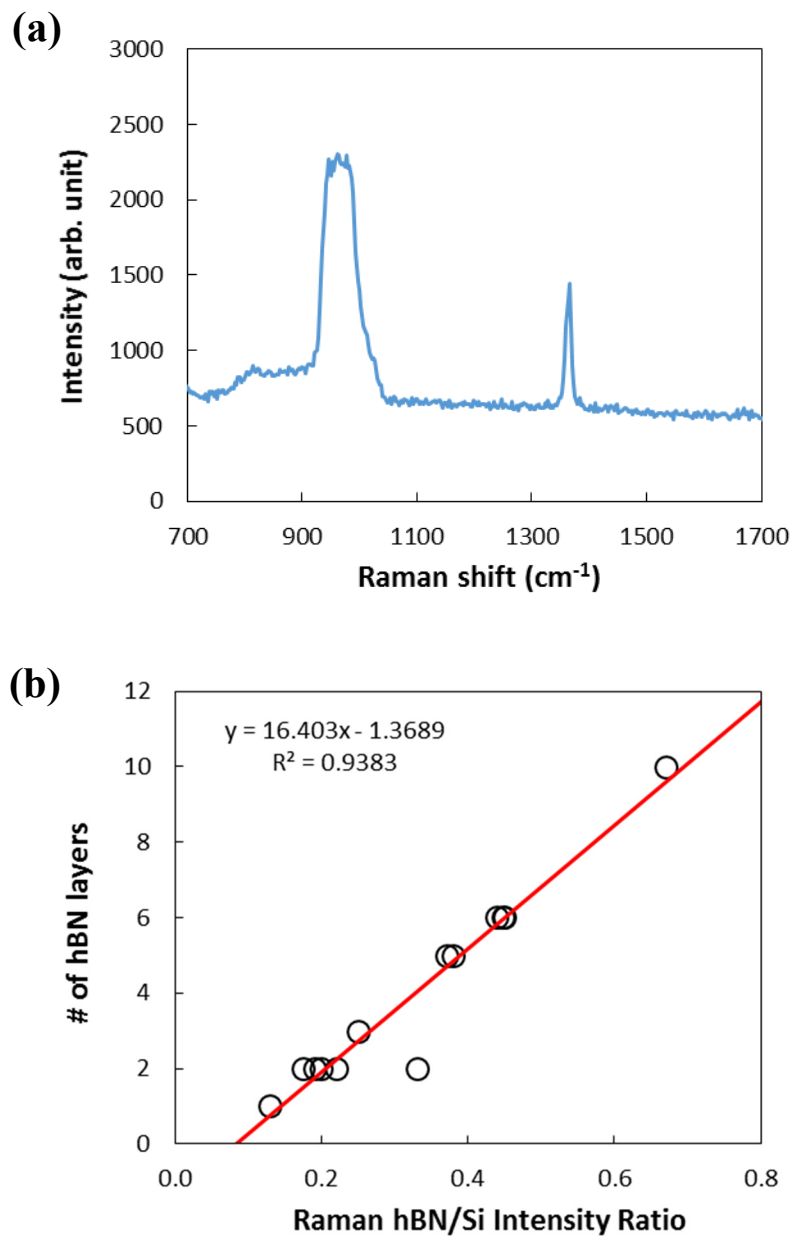 (a)
3000
2500
2000
1500
1000
500
0
Intensity (arb. unit)
700 900 1100 1300 1500 1700
Raman shift (cm⁻¹)
(b)
12
10
8
6
4
2
0
# of hBN layers
y = 16.403x - 1.3689
R² = 0.9383
0.0 0.2 0.4 0.6 0.8
Raman hBN/Si Intensity Ratio